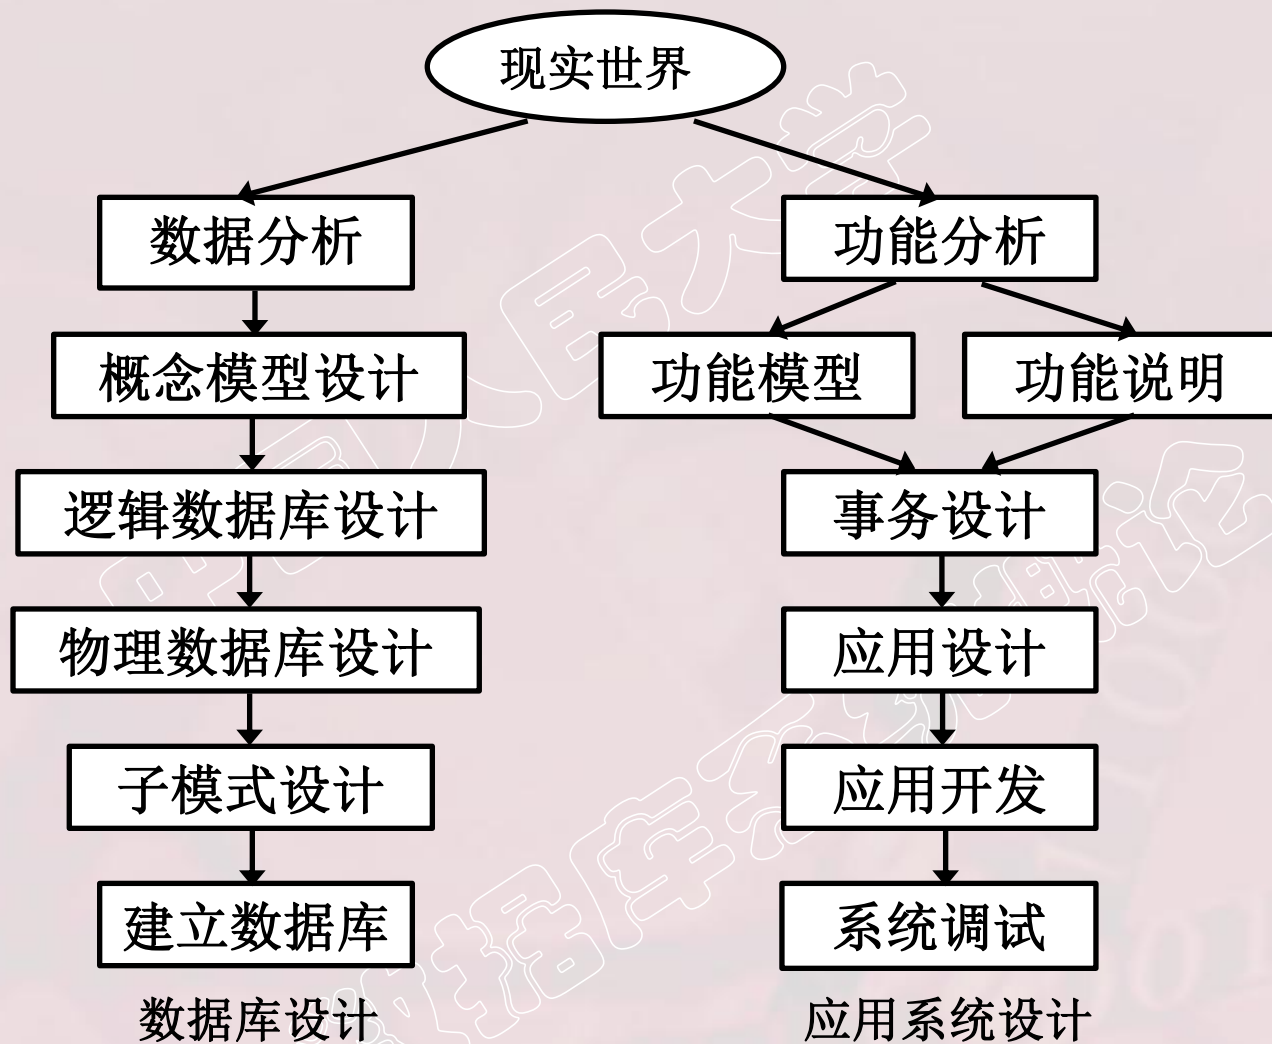 现实世界
数据分析
功能分析
概念模型设计
功能模型
功能说明
逻辑数据库设计
事务设计
物理数据库设计
应用设计
子模式设计
应用开发
建立数据库
系统调试
数据库设计
应用系统设计